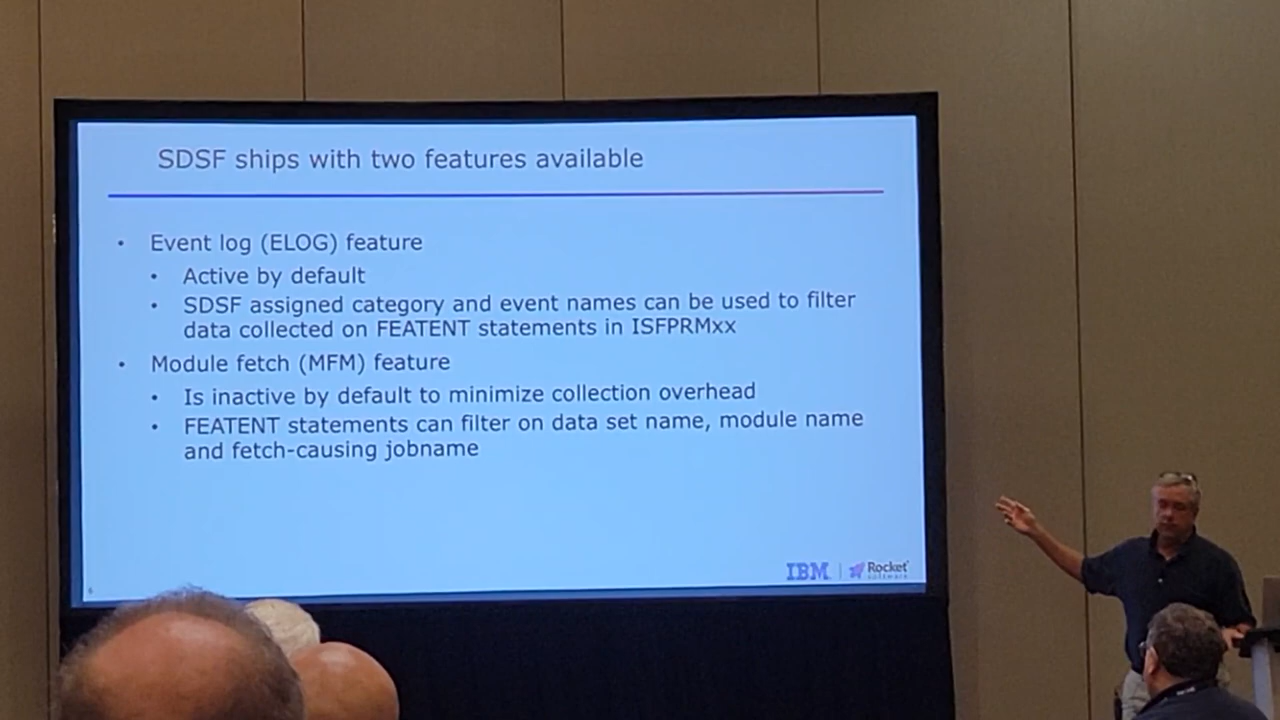 SDSF ships with two features available
• Event log (ELOG) feature
• Active by default
• SDSF assigned category and event names can be used to filter
data collected on FEATENT statements in ISFPRMxx
• Module fetch (MFM) feature
• Is inactive by default to minimize collection overhead
• FEATENT statements can filter on data set name, module name
and fetch-causing jobname
IBM | Rocket
software